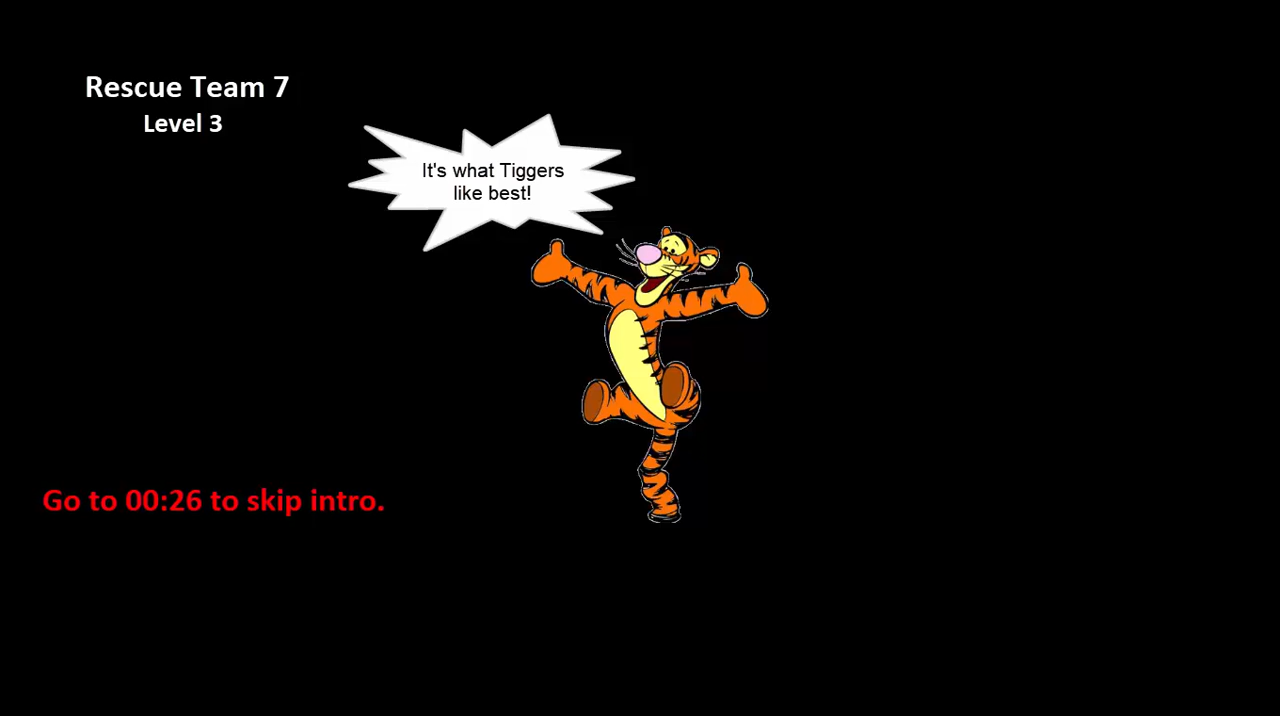 Rescue Team 7
Level 3
It's what Tiggers
like best!
Go to 00:26 to skip intro.